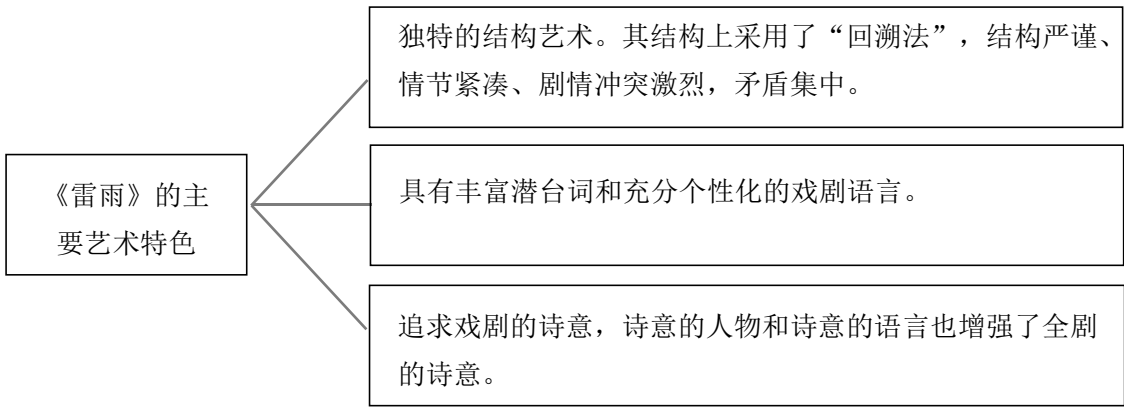 独特的结构艺术。其结构上采用了“回溯法”，结构严谨、
情节紧凑、剧情冲突激烈，矛盾集中。
《雷雨》的主
要艺术特色
具有丰富潜台词和充分个性化的戏剧语言。
追求戏剧的诗意，诗意的人物和诗意的语言也增强了全剧
的诗意。